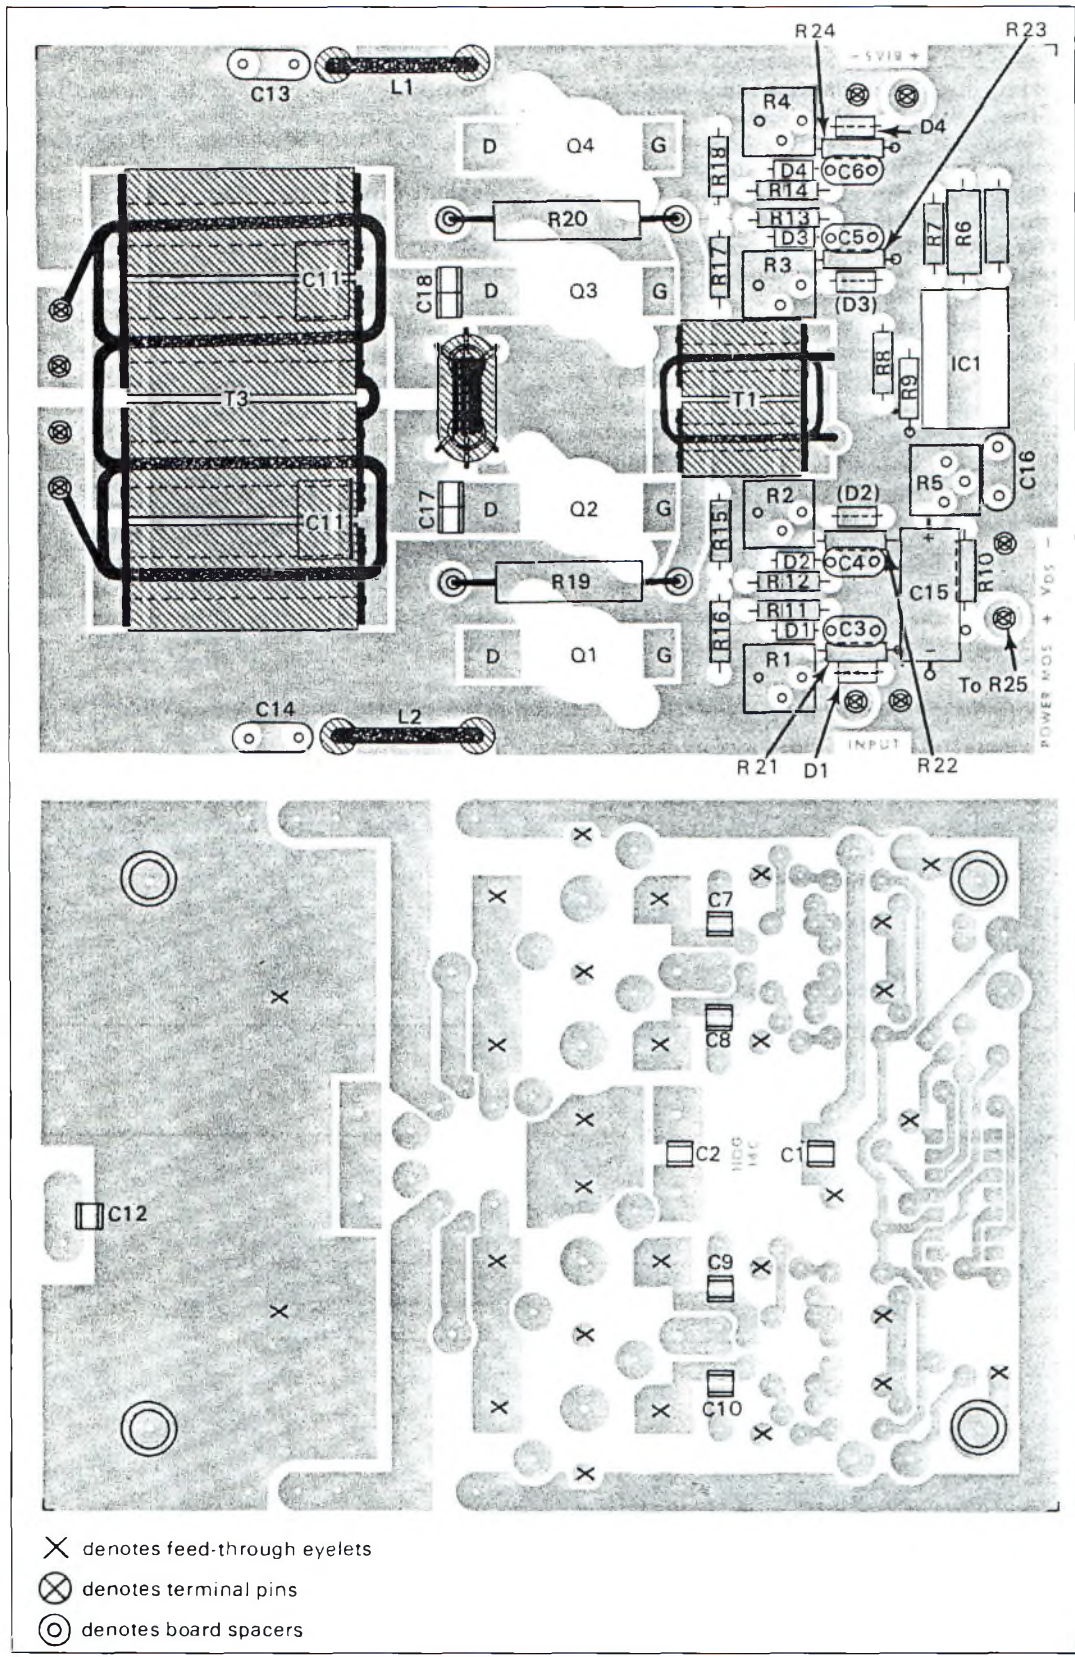 R24
R23
+ BIAS -
C13
L1
R4
D4
D
Q4
G
R18
D4
C6
R14
R20
R13
D3
C5
R7
R6
C11
C18
D
Q3
G
R17
R3
(D3)
T3
T1
R8
R9
IC1
C11
C17
D
Q2
G
R15
R2
(D2)
R5
C16
D2
C4
R12
+
C15
-
R10
R19
R11
D1
C3
R16
D
Q1
G
R1
To R25
POWER MOS + VDS -
C14
L2
INPUT
R21
D1
R22
C7
C8
C2
C1
C12
C9
C10
X denotes feed-through eyelets
denotes terminal pins
denotes board spacers